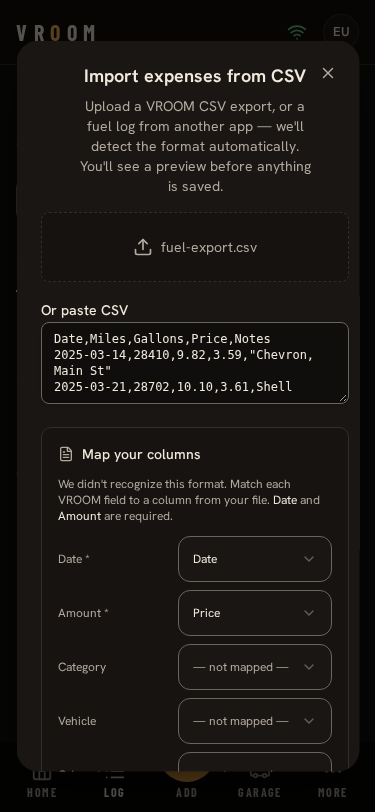 VROOM
EU
Import expenses from CSV
Upload a VROOM CSV export, or a
fuel log from another app — we'll
detect the format automatically.
You'll see a preview before anything
is saved.
fuel-export.csv
Or paste CSV
Date,Miles,Gallons,Price,Notes
2025-03-14,28410,9.82,3.59,"Chevron,
Main St"
2025-03-21,28702,10.10,3.61,Shell
Map your columns
We didn't recognize this format. Match each
VROOM field to a column from your file. Date and
Amount are required.
Date *
Date
Amount *
Price
Category
— not mapped —
Vehicle
— not mapped —
HOME
LOG
ADD
GARAGE
MORE